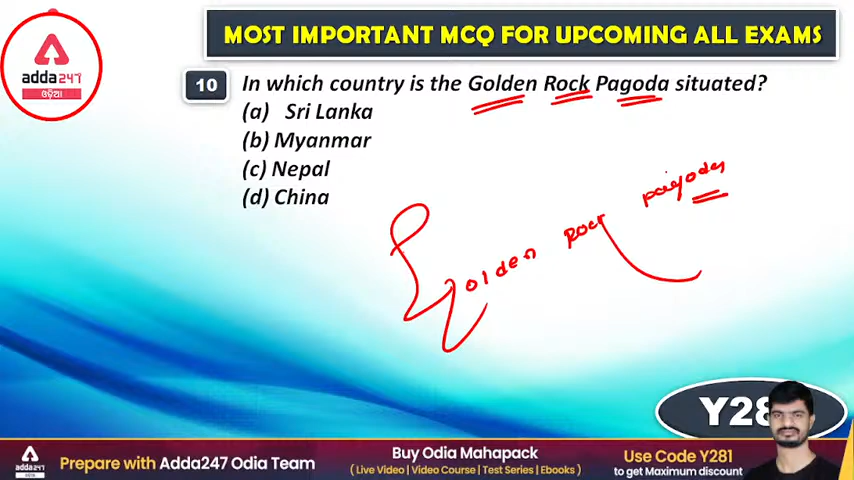 MOST IMPORTANT MCQ FOR UPCOMING ALL EXAMS
adda247
ଓଡ଼ିଆ
10 In which country is the Golden Rock Pagoda situated?
(a) Sri Lanka
(b) Myanmar
(c) Nepal
(d) China
Golden Rock pagoda
Y28
adda247
Prepare with Adda247 Odia Team
Buy Odia Mahapack
( Live Video | Video Course | Test Series | Ebooks )
Use Code Y281
to get Maximum discount